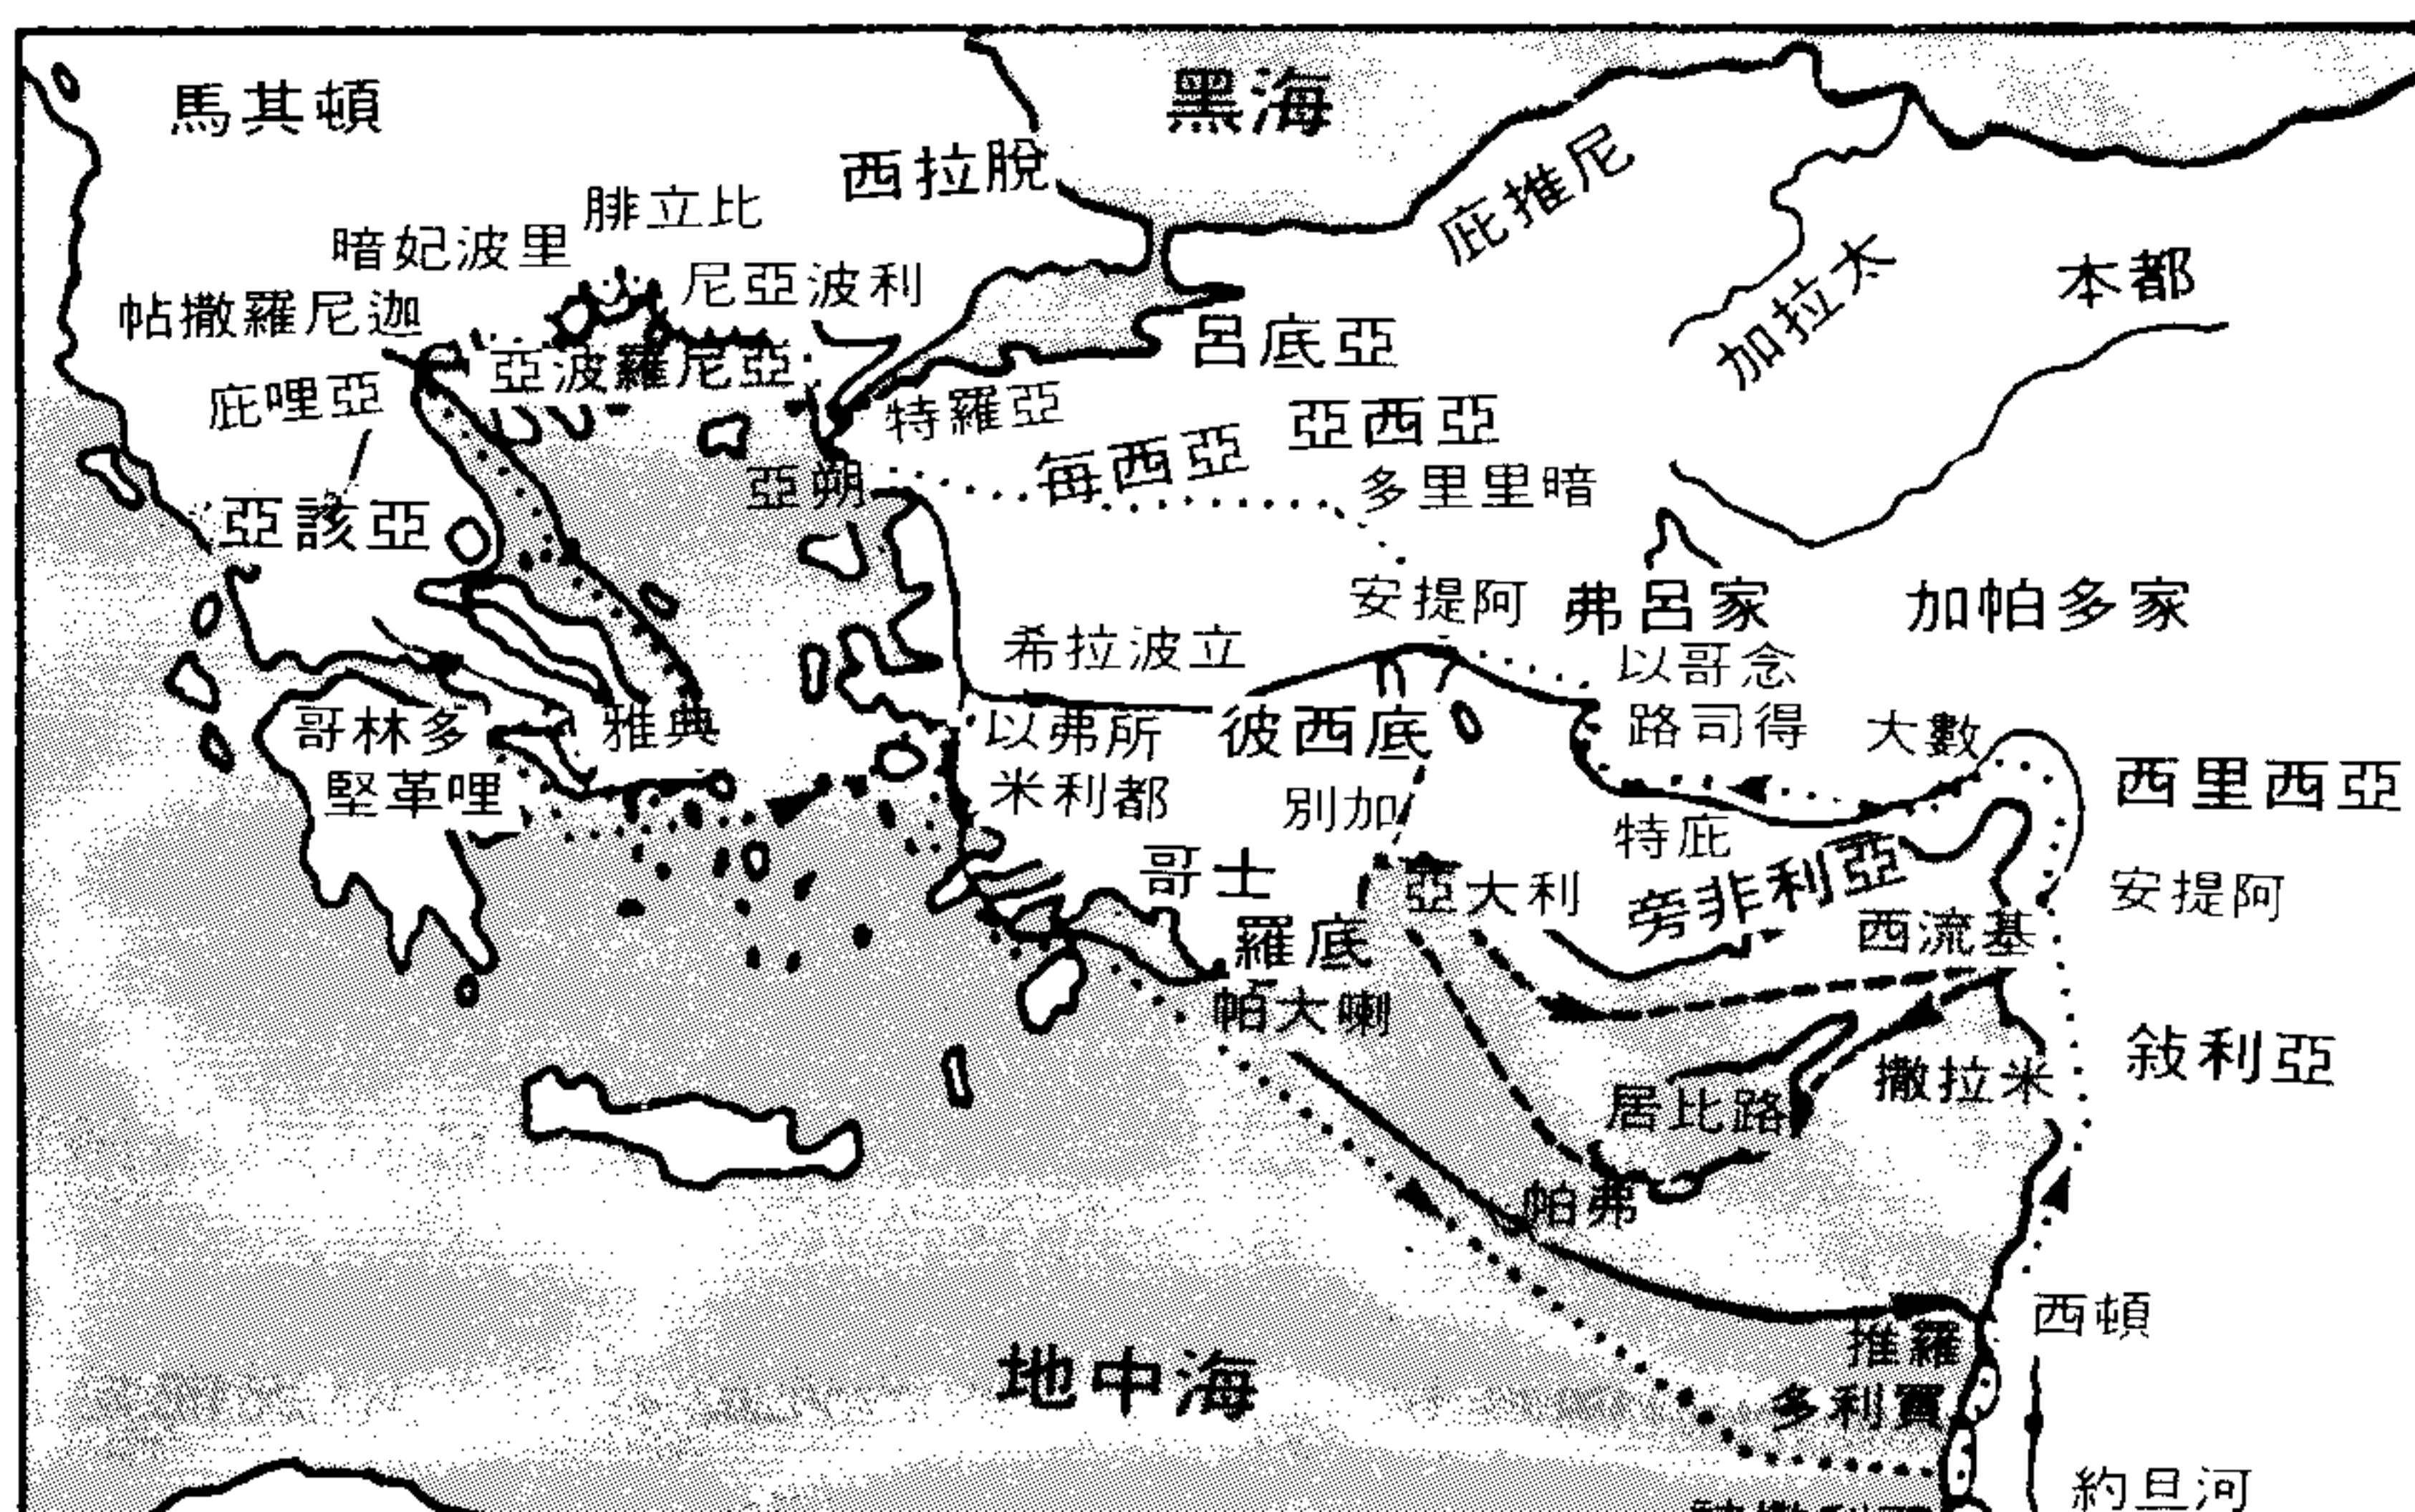 馬其頓
黑海
西拉脫
庇推尼
腓立比
暗妃波里
尼亞波利
加拉太
本都
帖撒羅尼迦
呂底亞
亞波羅尼亞
庇哩亞
特羅亞
亞西亞
每西亞
亞朔
多里里暗
亞該亞
安提阿
弗呂家
加帕多家
希拉波立
以哥念
哥林多
雅典
以弗所
彼西底
路司得
大數
堅革哩
米利都
別加
西里西亞
特庇
哥士
亞大利
旁非利亞
安提阿
羅底
西流基
帕大喇
敍利亞
撒拉米
居比路
帕弗
西頓
推羅
地中海
多利買
約旦河